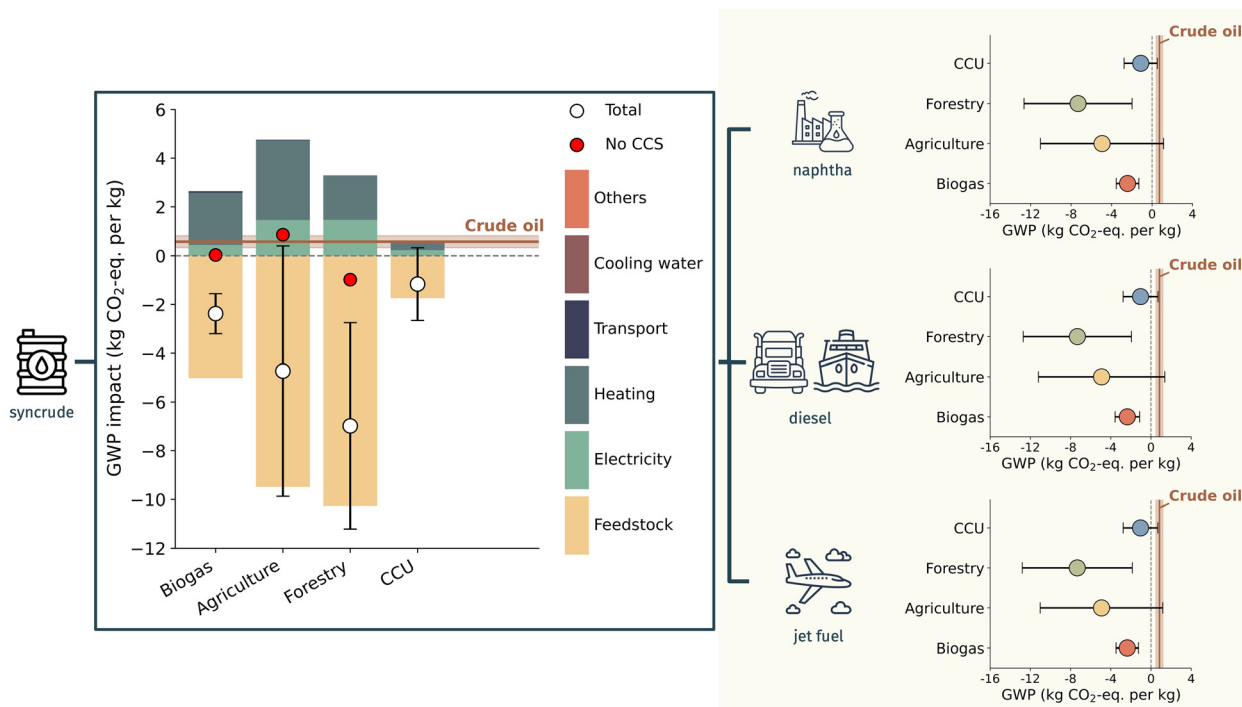 syncrude
GWP impact (kg CO₂-eq. per kg)
6
4
2
0
−2
−4
−6
−8
−10
−12
Biogas
Agriculture
Forestry
CCU
Crude oil
Total
No CCS
Others
Cooling water
Transport
Heating
Electricity
Feedstock
naphtha
Crude oil
CCU
Forestry
Agriculture
Biogas
-16 -12 -8 -4 0 4
GWP (kg CO₂-eq. per kg)
diesel
Crude oil
CCU
Forestry
Agriculture
Biogas
-16 -12 -8 -4 0 4
GWP (kg CO₂-eq. per kg)
jet fuel
Crude oil
CCU
Forestry
Agriculture
Biogas
-16 -12 -8 -4 0 4
GWP (kg CO₂-eq. per kg)